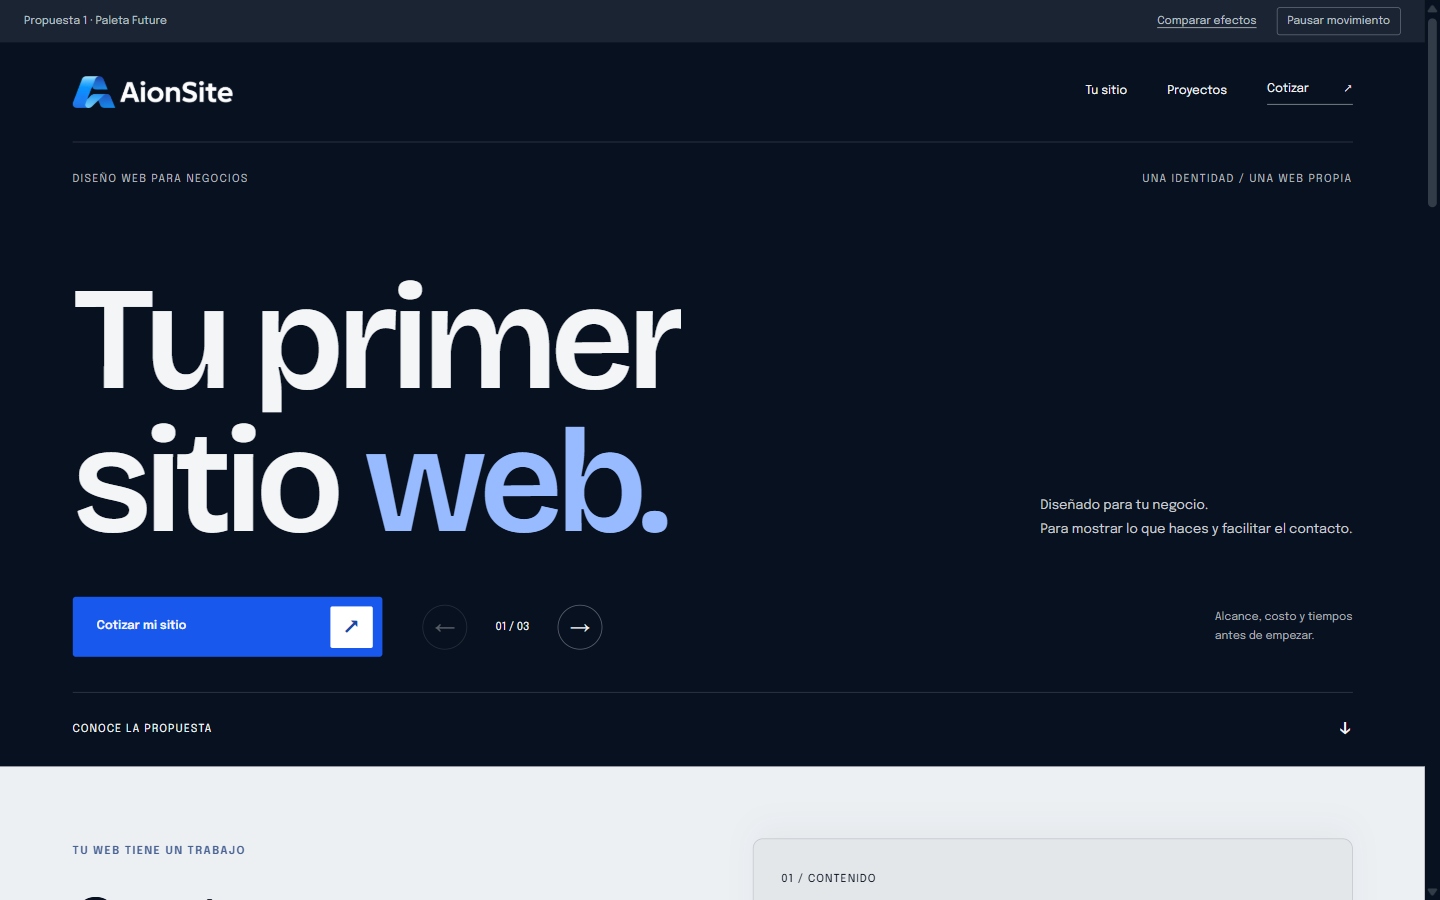 Propuesta 1 · Paleta Future
Comparar efectos
Pausar movimiento
AionSite
Tu sitio
Proyectos
Cotizar ↗
DISEÑO WEB PARA NEGOCIOS
UNA IDENTIDAD / UNA WEB PROPIA
Tu primer
sitio web.
Diseñado para tu negocio.
Para mostrar lo que haces y facilitar el contacto.
Cotizar mi sitio ↗
← 01 / 03 →
Alcance, costo y tiempos
antes de empezar.
CONOCE LA PROPUESTA ↓
TU WEB TIENE UN TRABAJO
01 / CONTENIDO